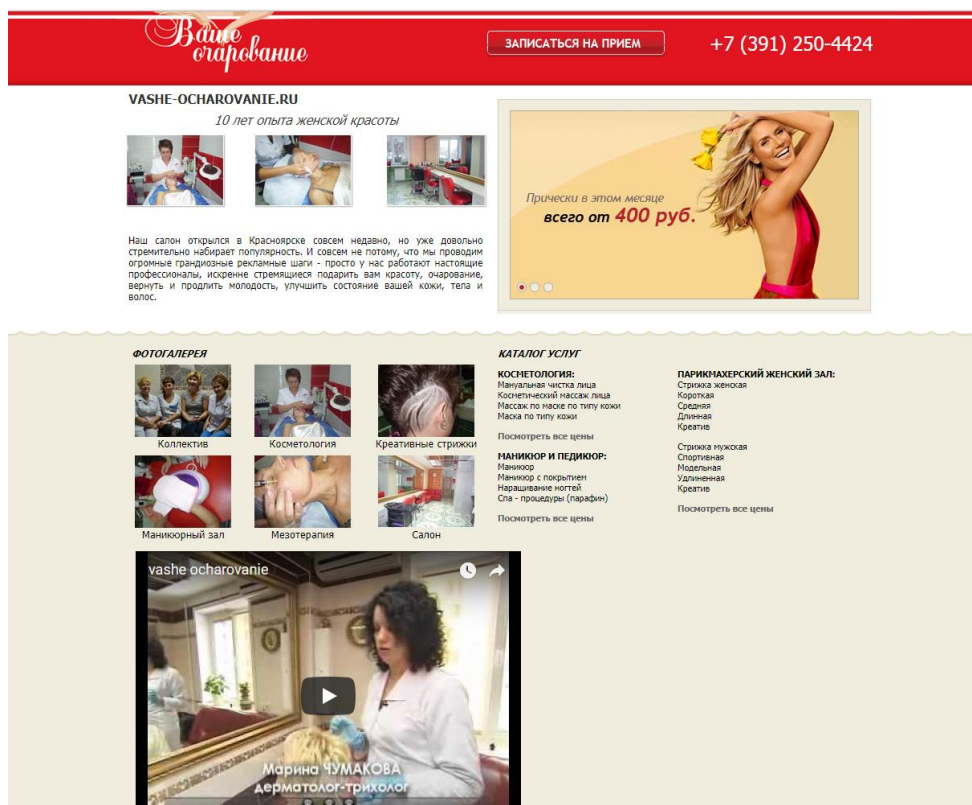 Ваше
очарование
ЗАПИСАТЬСЯ НА ПРИЕМ
+7 (391) 250-4424
VASHE-OCHAROVANIE.RU
10 лет опыта женской красоты
Прически в этом месяце
всего от 400 руб.
Наш салон открылся в Красноярске совсем недавно, но уже довольно
стремительно набирает популярность. И совсем не потому, что мы проводим
огромные грандиозные рекламные шаги - просто у нас работают настоящие
профессионалы, искренне стремящиеся подарить вам красоту, очарование,
вернуть и продлить молодость, улучшить состояние вашей кожи, тела и
волос.
ФОТОГАЛЕРЕЯ
Коллектив
Косметология
Креативные стрижки
Маникюрный зал
Мезотерапия
Салон
КАТАЛОГ УСЛУГ
КОСМЕТОЛОГИЯ:
Мануальная чистка лица
Косметический массаж лица
Массаж по маске по типу кожи
Маска по типу кожи
Посмотреть все цены
МАНИКЮР И ПЕДИКЮР:
Маникюр
Маникюр с покрытием
Наращивание ногтей
Спа - процедуры (парафин)
Посмотреть все цены
ПАРИКМАХЕРСКИЙ ЖЕНСКИЙ ЗАЛ:
Стрижка женская
Короткая
Средняя
Длинная
Креатив
Стрижка мужская
Спортивная
Модельная
Удлиненная
Креатив
Посмотреть все цены
vashe ocharovanie
Марина ЧУМАКОВА
дерматолог-трихолог